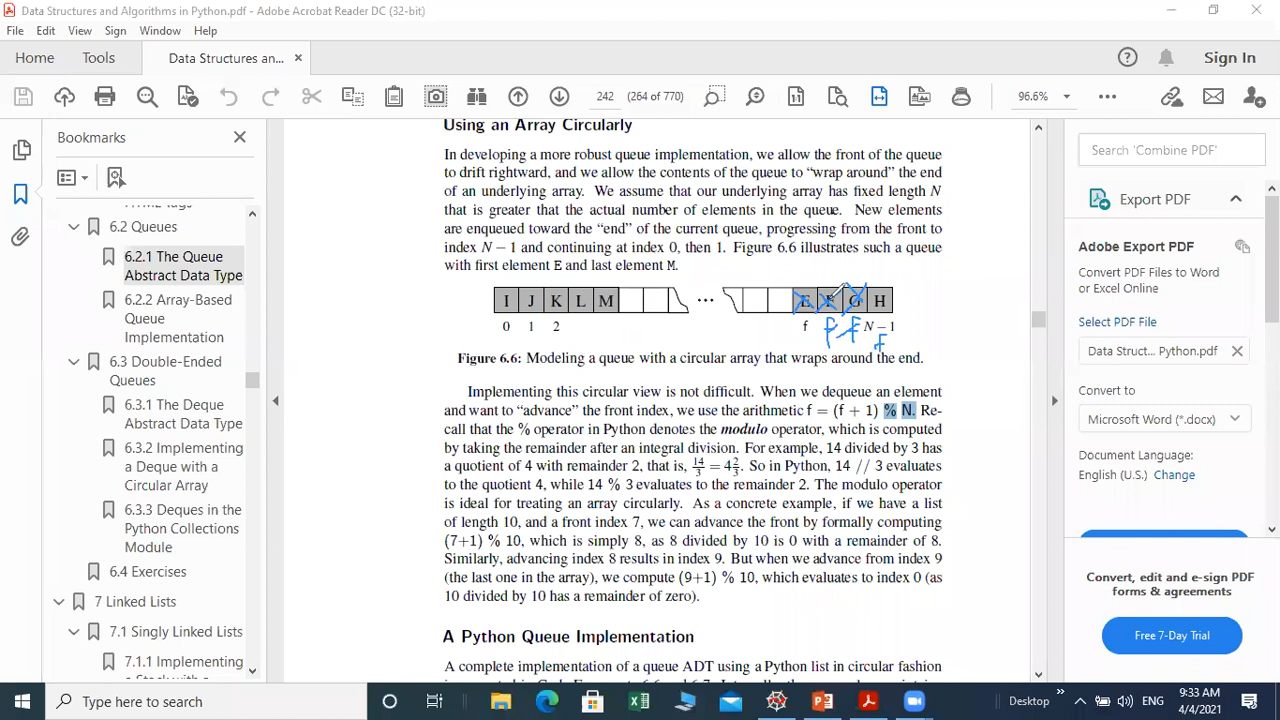 Data Structures and Algorithms in Python.pdf - Adobe Acrobat Reader DC (32-bit)
File Edit View Sign Window Help
Home Tools Data Structures an... × Sign In
242 (264 of 770) 96.6%
Bookmarks
6.2 Queues
6.2.1 The Queue
Abstract Data Type
6.2.2 Array-Based
Queue
Implementation
6.3 Double-Ended
Queues
6.3.1 The Deque
Abstract Data Type
6.3.2 Implementing
a Deque with a
Circular Array
6.3.3 Deques in the
Python Collections
Module
6.4 Exercises
7 Linked Lists
7.1 Singly Linked Lists
7.1.1 Implementing
Using an Array Circularly
In developing a more robust queue implementation, we allow the front of the queue
to drift rightward, and we allow the contents of the queue to “wrap around” the end
of an underlying array. We assume that our underlying array has fixed length N
that is greater that the actual number of elements in the queue. New elements
are enqueued toward the “end” of the current queue, progressing from the front to
index N − 1 and continuing at index 0, then 1. Figure 6.6 illustrates such a queue
with first element E and last element M.
I J K L M ... E F G H
0 1 2 f f f N − 1
f
Figure 6.6: Modeling a queue with a circular array that wraps around the end.
Implementing this circular view is not difficult. When we dequeue an element
and want to “advance” the front index, we use the arithmetic f = (f + 1) % N. Re-
call that the % operator in Python denotes the modulo operator, which is computed
by taking the remainder after an integral division. For example, 14 divided by 3 has
a quotient of 4 with remainder 2, that is, 14/3 = 4 2/3. So in Python, 14 // 3 evaluates
to the quotient 4, while 14 % 3 evaluates to the remainder 2. The modulo operator
is ideal for treating an array circularly. As a concrete example, if we have a list
of length 10, and a front index 7, we can advance the front by formally computing
(7+1) % 10, which is simply 8, as 8 divided by 10 is 0 with a remainder of 8.
Similarly, advancing index 8 results in index 9. But when we advance from index 9
(the last one in the array), we compute (9+1) % 10, which evaluates to index 0 (as
10 divided by 10 has a remainder of zero).
A Python Queue Implementation
A complete implementation of a queue ADT using a Python list in circular fashion
Search 'Combine PDF'
Export PDF
Adobe Export PDF
Convert PDF Files to Word
or Excel Online
Select PDF File
Data Struct... Python.pdf ×
Convert to
Microsoft Word (*.docx)
Document Language:
English (U.S.) Change
Convert, edit and e-sign PDF
forms & agreements
Free 7-Day Trial
Type here to search
Desktop » ENG 9:33 AM
4/4/2021